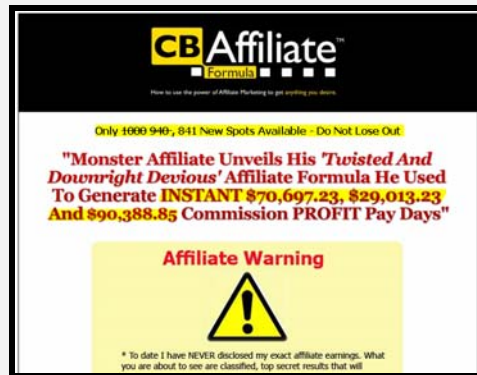 CBAffiliate™
Formula
How to use the power of Affiliate Marketing to get anything you desire.
Only 1000 940 , 841 New Spots Available - Do Not Lose Out
"Monster Affiliate Unveils His 'Twisted And
Downright Devious' Affiliate Formula He Used
To Generate INSTANT $70,697.23, $29,013.23
And $90,388.85 Commission PROFIT Pay Days"
Affiliate Warning
!
* To date I have NEVER disclosed my exact affiliate earnings. What
you are about to see are classified, top secret results that will